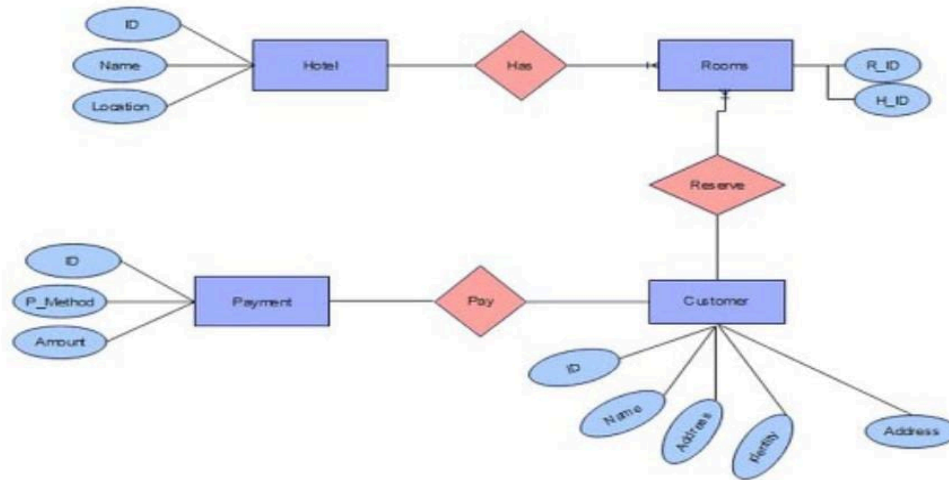 ID
Name
Location
Hotel
Has
Rooms
R_ID
H_ID
Reserve
ID
P_Method
Amount
Payment
Pay
Customer
ID
Name
Address
Identity
Address